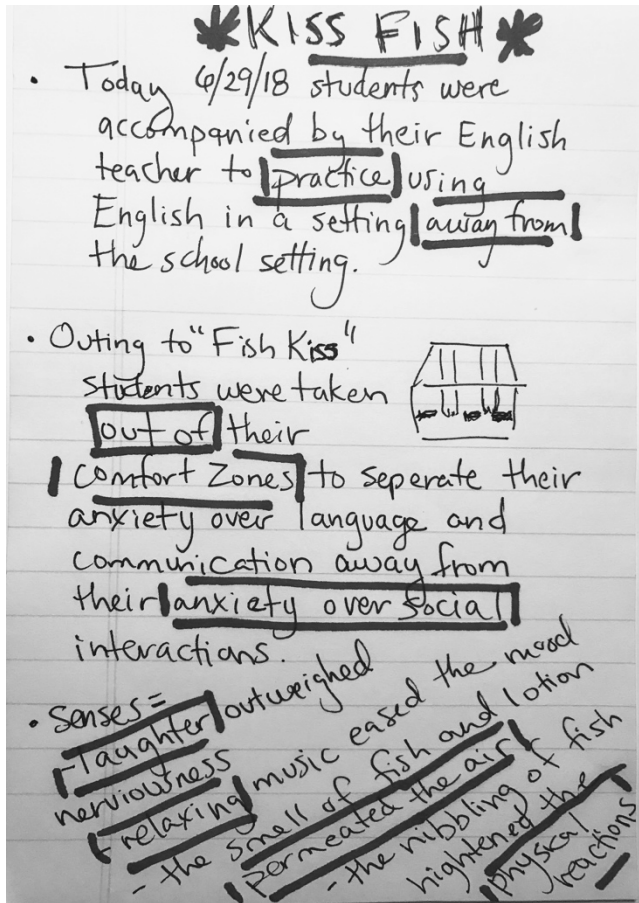 KISS FISH
• Today 6/29/18 students were
accompanied by their English
teacher to practice using
English in a setting away from
the school setting.
• Outing to "Fish Kiss"
students were taken
out of their
comfort zones to seperate their
anxiety over language and
communication away from
their anxiety over social
interactions.
• Senses =
- laughter outweighed
nerviousness
- relaxing music eased the mood
- the smell of fish and lotion
permeated the air
- the nibbling of fish
hightened the
physical
reactions